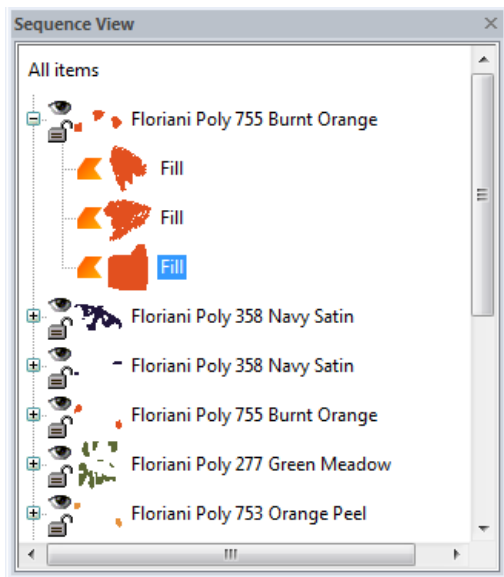 Sequence View
All items
Floriani Poly 755 Burnt Orange
Fill
Fill
Fill
Floriani Poly 358 Navy Satin
Floriani Poly 358 Navy Satin
Floriani Poly 755 Burnt Orange
Floriani Poly 277 Green Meadow
Floriani Poly 753 Orange Peel